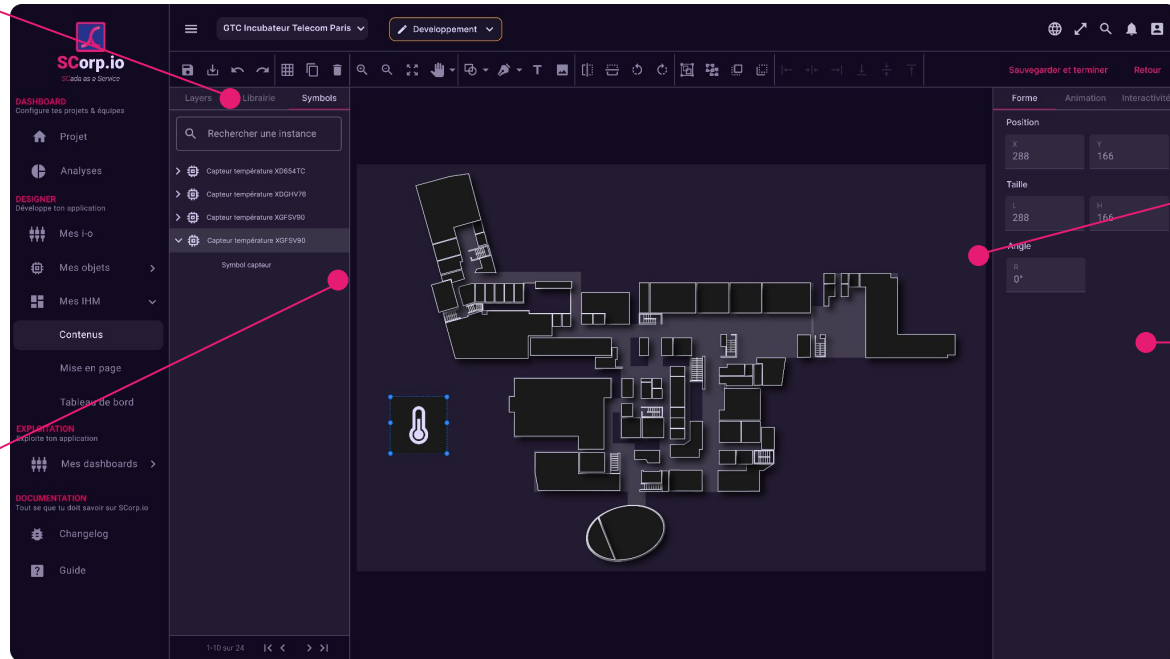 SCorp.io
SCada as a Service
GTC Incubateur Telecom Paris
Developpement
Sauvegarder et terminer
Retour
DASHBOARD
Configure tes projets & équipes
Projet
Analyses
DESIGNER
Développe ton application
Mes i-o
Mes objets
Mes IHM
Contenus
Mise en page
Tableau de bord
EXPLOITATION
Exploite ton application
Mes dashboards
DOCUMENTATION
Tout se que tu doit savoir sur SCorp.io
Changelog
Guide
Layers
Librairie
Symbols
Rechercher une instance
Capteur température XD654TC
Capteur température XDGHV76
Capteur température XGFSV90
Capteur température XGFSV90
Symbol capteur
1-10 sur 24
Forme
Animation
Interactivité
Position
X
288
Y
166
Taille
L
288
H
166
Angle
R
0°